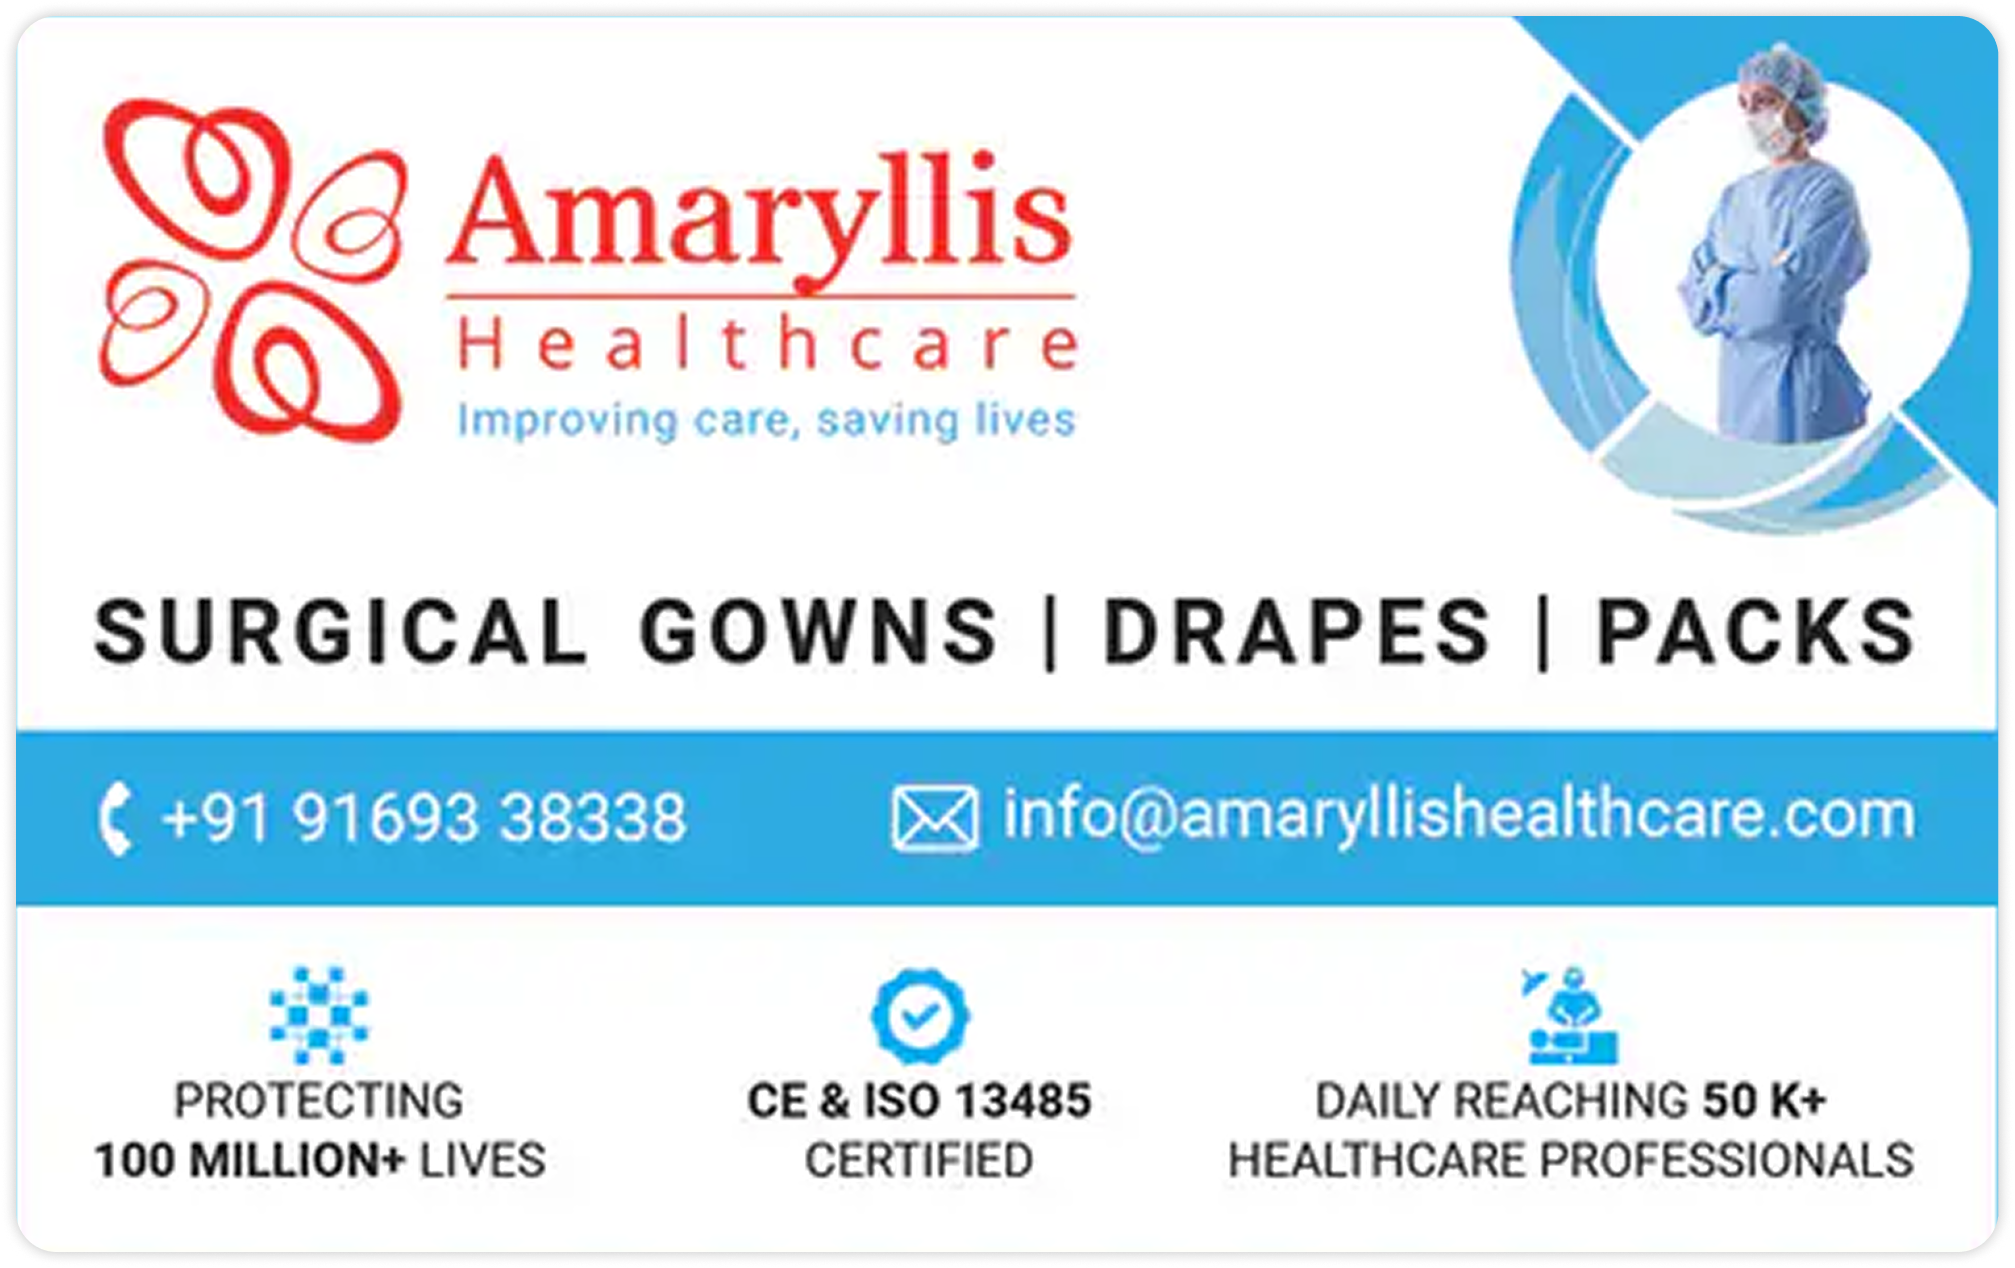 Amaryllis
Healthcare
Improving care, saving lives
SURGICAL GOWNS | DRAPES | PACKS
+91 91693 38338
info@amaryllishealthcare.com
PROTECTING
100 MILLION+ LIVES
CE & ISO 13485
CERTIFIED
DAILY REACHING 50 K+
HEALTHCARE PROFESSIONALS